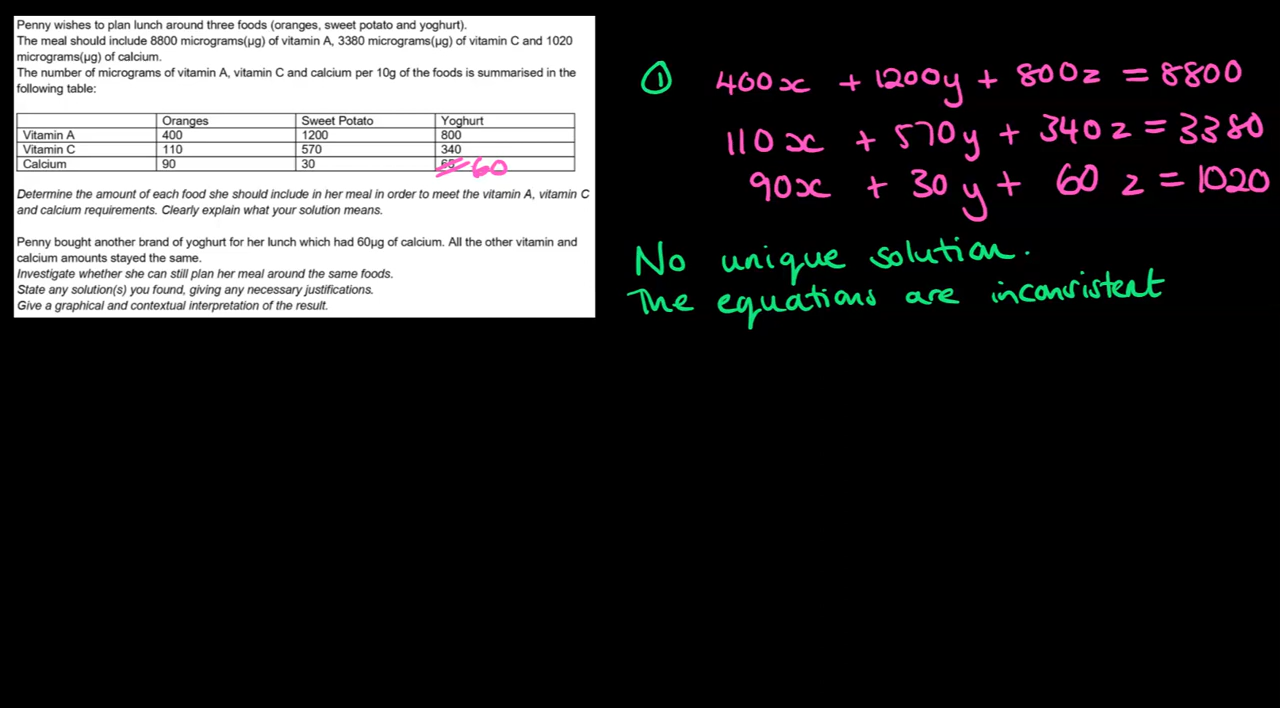 Penny wishes to plan lunch around three foods (oranges, sweet potato and yoghurt).
The meal should include 8800 micrograms(µg) of vitamin A, 3380 micrograms(µg) of vitamin C and 1020
micrograms(µg) of calcium.
The number of micrograms of vitamin A, vitamin C and calcium per 10g of the foods is summarised in the
following table:
Oranges Sweet Potato Yoghurt
Vitamin A 400 1200 800
Vitamin C 110 570 340
Calcium 90 30 60
Determine the amount of each food she should include in her meal in order to meet the vitamin A, vitamin C
and calcium requirements. Clearly explain what your solution means.
Penny bought another brand of yoghurt for her lunch which had 60µg of calcium. All the other vitamin and
calcium amounts stayed the same.
Investigate whether she can still plan her meal around the same foods.
State any solution(s) you found, giving any necessary justifications.
Give a graphical and contextual interpretation of the result.
① 400x + 1200y + 800z = 8800
110x + 570y + 340z = 3380
90x + 30y + 60z = 1020
No unique solution.
The equations are inconsistent